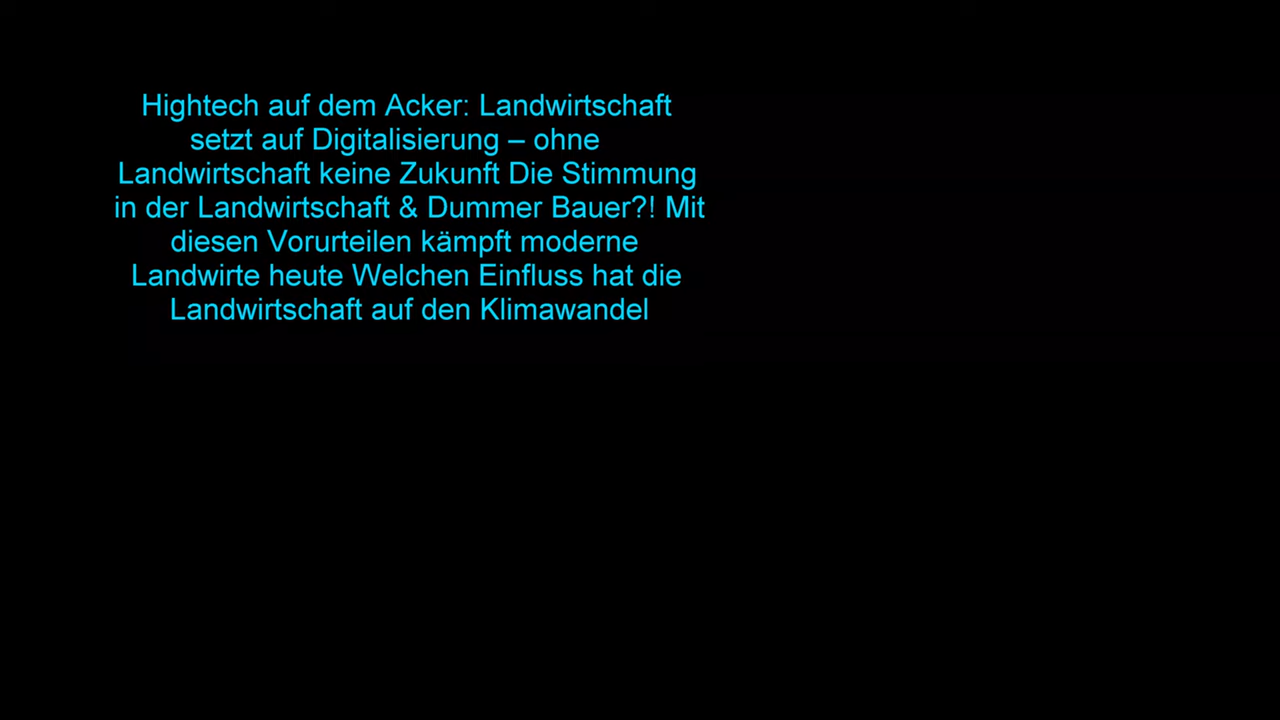 Hightech auf dem Acker: Landwirtschaft
setzt auf Digitalisierung – ohne
Landwirtschaft keine Zukunft Die Stimmung
in der Landwirtschaft & Dummer Bauer?! Mit
diesen Vorurteilen kämpft moderne
Landwirte heute Welchen Einfluss hat die
Landwirtschaft auf den Klimawandel